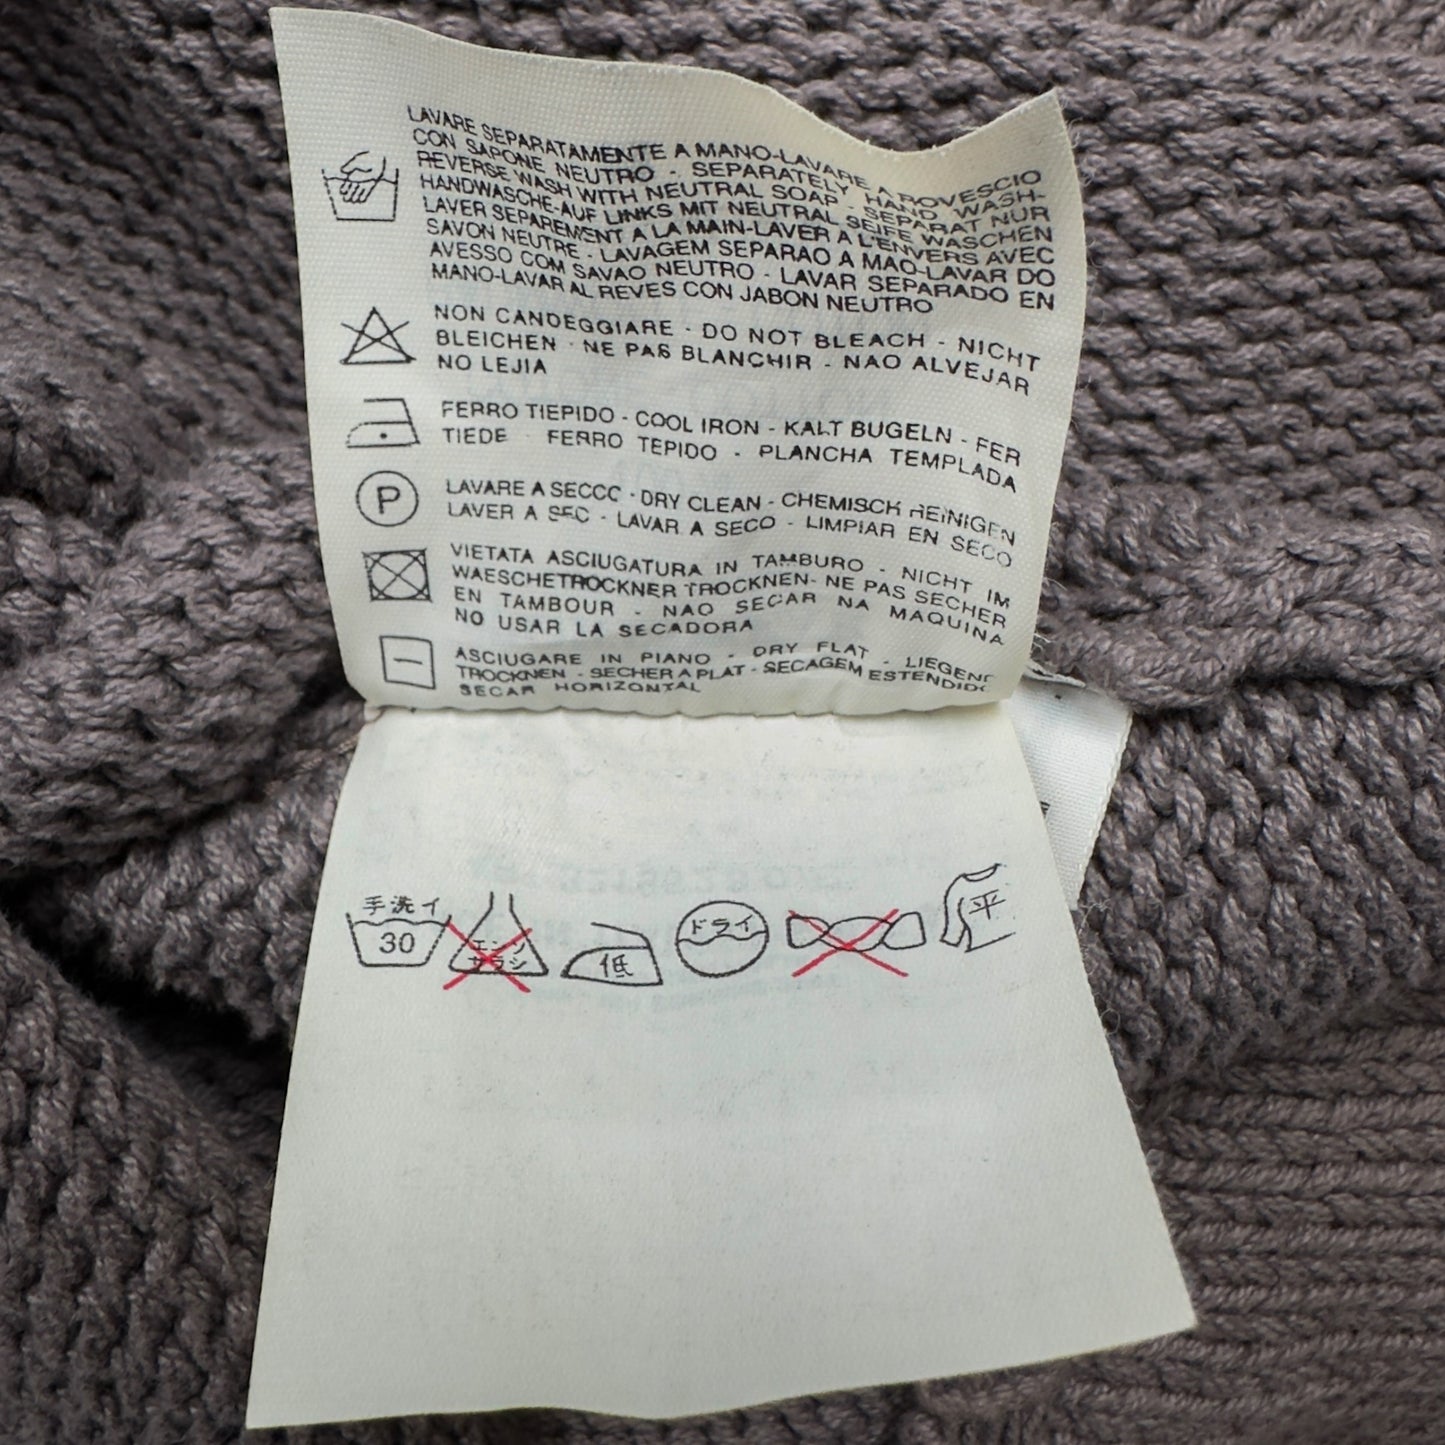 LAVARE SEPARATAMENTE A MANO-LAVARE A ROVESCIO
CON SAPONE NEUTRO - SEPARATELY HAND WASH-
REVERSE WASH WITH NEUTRAL SOAP - SEPARAT NUR
HANDWASCHE-AUF LINKS MIT NEUTRAL SEIFE WASCHEN
LAVER SEPAREMENT A LA MAIN-LAVER A L'ENVERS AVEC
SAVON NEUTRE - LAVAGEM SEPARAO A MAO-LAVAR DO
AVESSO COM SAVAO NEUTRO - LAVAR SEPARADO EN
MANO-LAVAR AL REVES CON JABON NEUTRO
NON CANDEGGIARE - DO NOT BLEACH - NICHT
BLEICHEN - NE PAS BLANCHIR - NAO ALVEJAR
NO LEJIA
FERRO TIEPIDO - COOL IRON - KALT BUGELN - FER
TIEDE - FERRO TEPIDO - PLANCHA TEMPLADA
P
LAVARE A SECCO - DRY CLEAN - CHEMISCH REINIGEN
LAVER A SEC - LAVAR A SECO - LIMPIAR EN SECO
VIETATA ASCIUGATURA IN TAMBURO - NICHT IM
WAESCHETROCKNER TROCKNEN- NE PAS SECHER
EN TAMBOUR - NAO SECAR NA MAQUINA
NO USAR LA SECADORA
ASCIUGARE IN PIANO - DRY FLAT - LIEGEND
TROCKNEN - SECHER A PLAT - SECAGEM ESTENDIDO
SECAR HORIZONTAL
手洗イ
30
エンソ
サラシ
低
ドライ
平